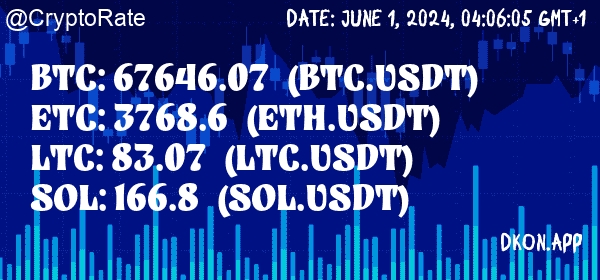 @CryptoRate
DATE: JUNE 1, 2024, 04:06:05 GMT+1
BTC: 67646.07 (BTC.USDT)
ETC: 3768.6 (ETH.USDT)
LTC: 83.07 (LTC.USDT)
SOL: 166.8 (SOL.USDT)
DKON.APP